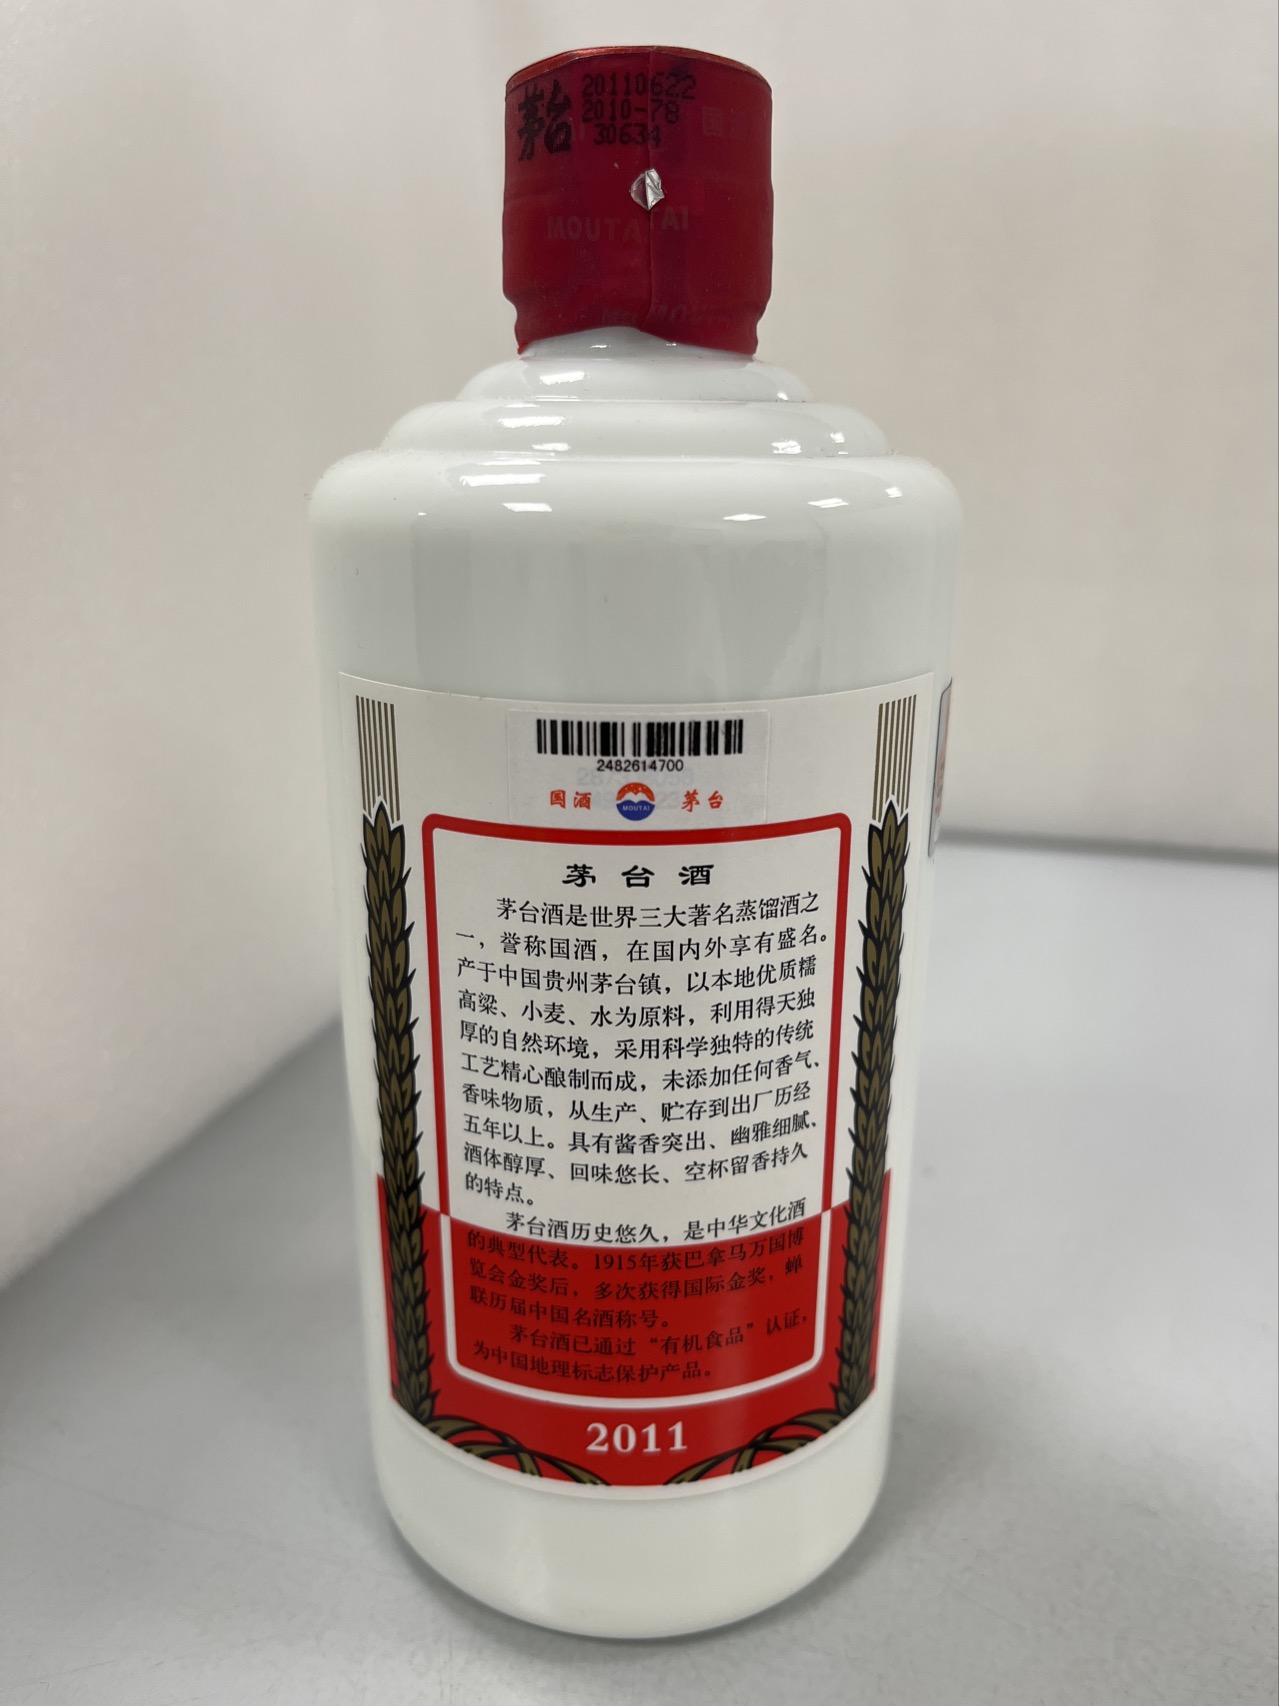 茅台
20110622
2010-78
30634
MOUTAI
2482614700
国酒 MOUTAI 茅台
茅台酒
茅台酒是世界三大著名蒸馏酒之
一，誉称国酒，在国内外享有盛名。
产于中国贵州茅台镇，以本地优质糯
高粱、小麦、水为原料，利用得天独
厚的自然环境，采用科学独特的传统
工艺精心酿制而成，未添加任何香气、
香味物质，从生产、贮存到出厂历经
五年以上。具有酱香突出、幽雅细腻、
酒体醇厚、回味悠长、空杯留香持久
的特点。
茅台酒历史悠久，是中华文化酒
的典型代表。1915年获巴拿马万国博
览会金奖后，多次获得国际金奖，蝉
联历届中国名酒称号。
茅台酒已通过“有机食品”认证，
为中国地理标志保护产品。
2011